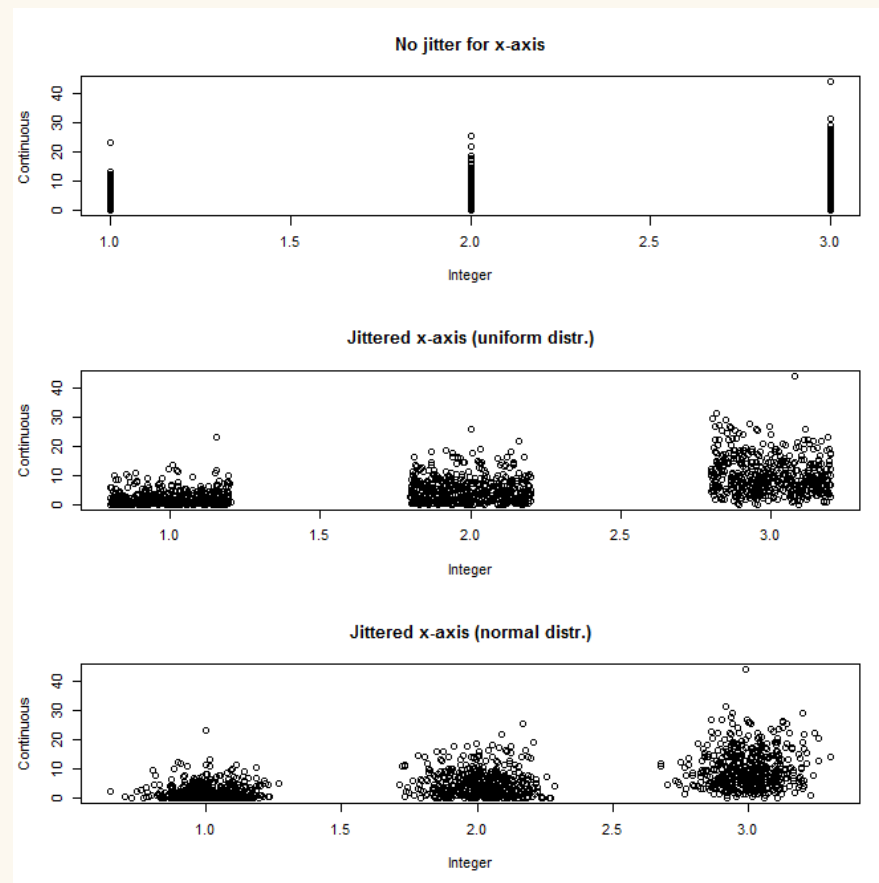 No jitter for x-axis
Continuous
0 10 20 30 40
1.0 1.5 2.0 2.5 3.0
Integer
Jittered x-axis (uniform distr.)
Continuous
0 10 20 30 40
1.0 1.5 2.0 2.5 3.0
Integer
Jittered x-axis (normal distr.)
Continuous
0 10 20 30 40
1.0 1.5 2.0 2.5 3.0
Integer